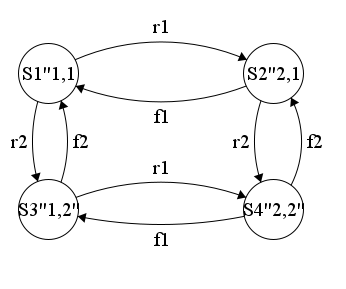 r1
S1"1,1
S2"2,1
f1
r2
f2
r2
f2
r1
S3"1,2"
S4"2,2"
f1